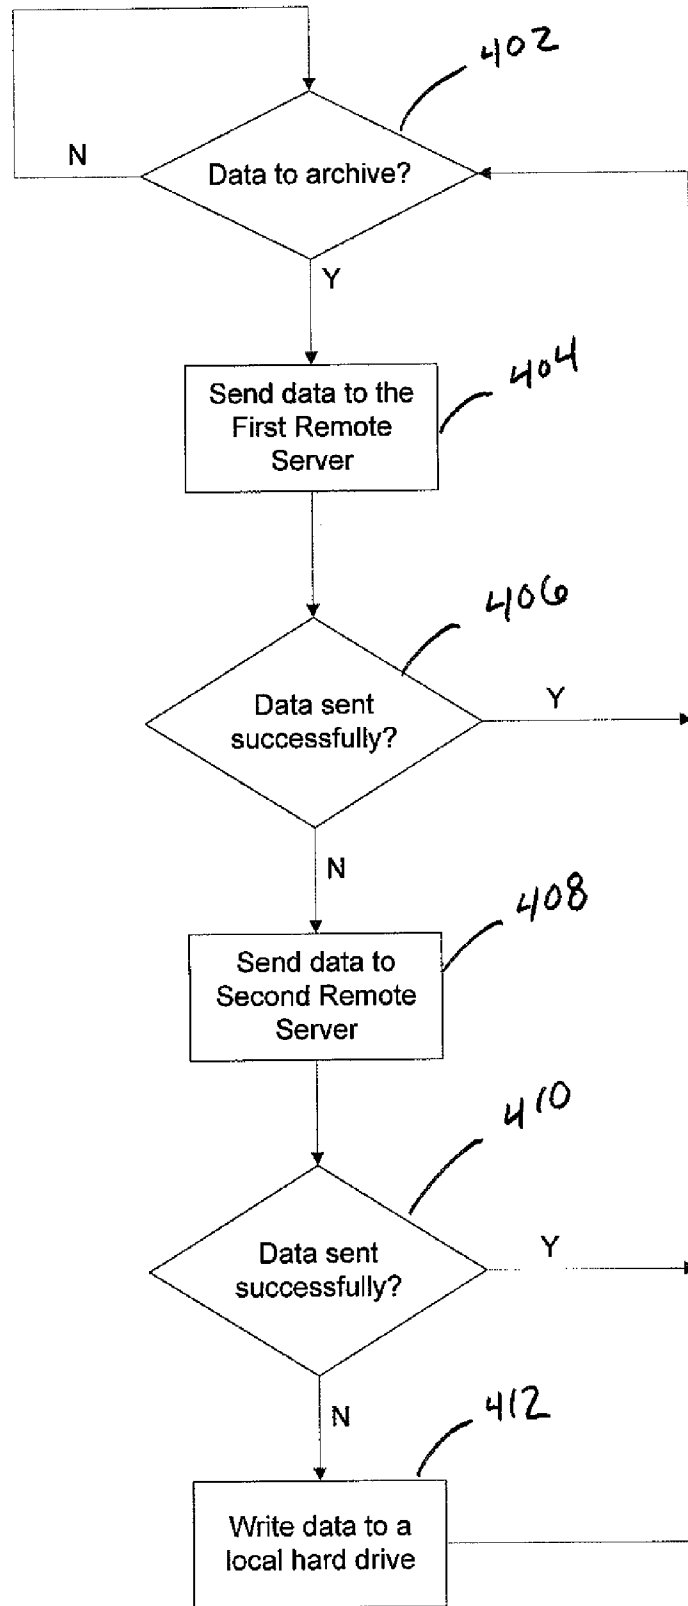 402
N
Data to archive?
Y
404
Send data to the
First Remote
Server
406
Data sent
successfully?
Y
N
408
Send data to
Second Remote
Server
410
Data sent
successfully?
Y
N
412
Write data to a
local hard drive